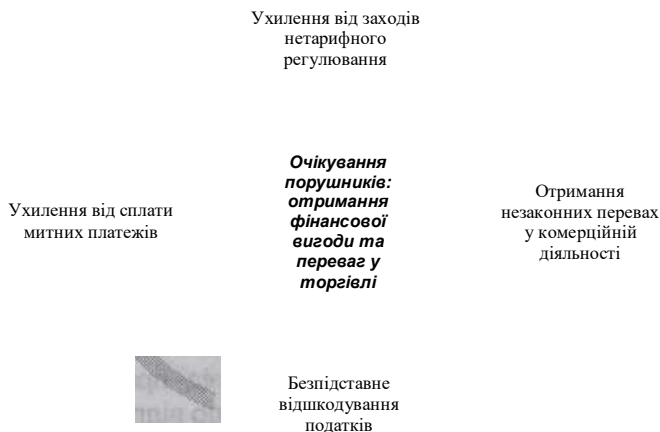 Ухилення від заходів
нетарифного
регулювання
Очікування
порушників:
отримання
фінансової
вигоди та
переваг у
торгівлі
Ухилення від сплати
митних платежів
Отримання
незаконних перевах
у комерційній
діяльності
Безпідставне
відшкодування
податків